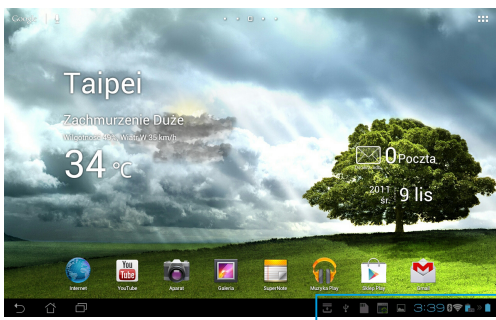 Google
Taipei
Zachmurzenie Duże
34 °C
0 Poczta
2011
śr.
9 lis
Internet
YouTube
Aparat
Galeria
SuperNote
Muzyka Play
Sklep Play
Gmail
3:39